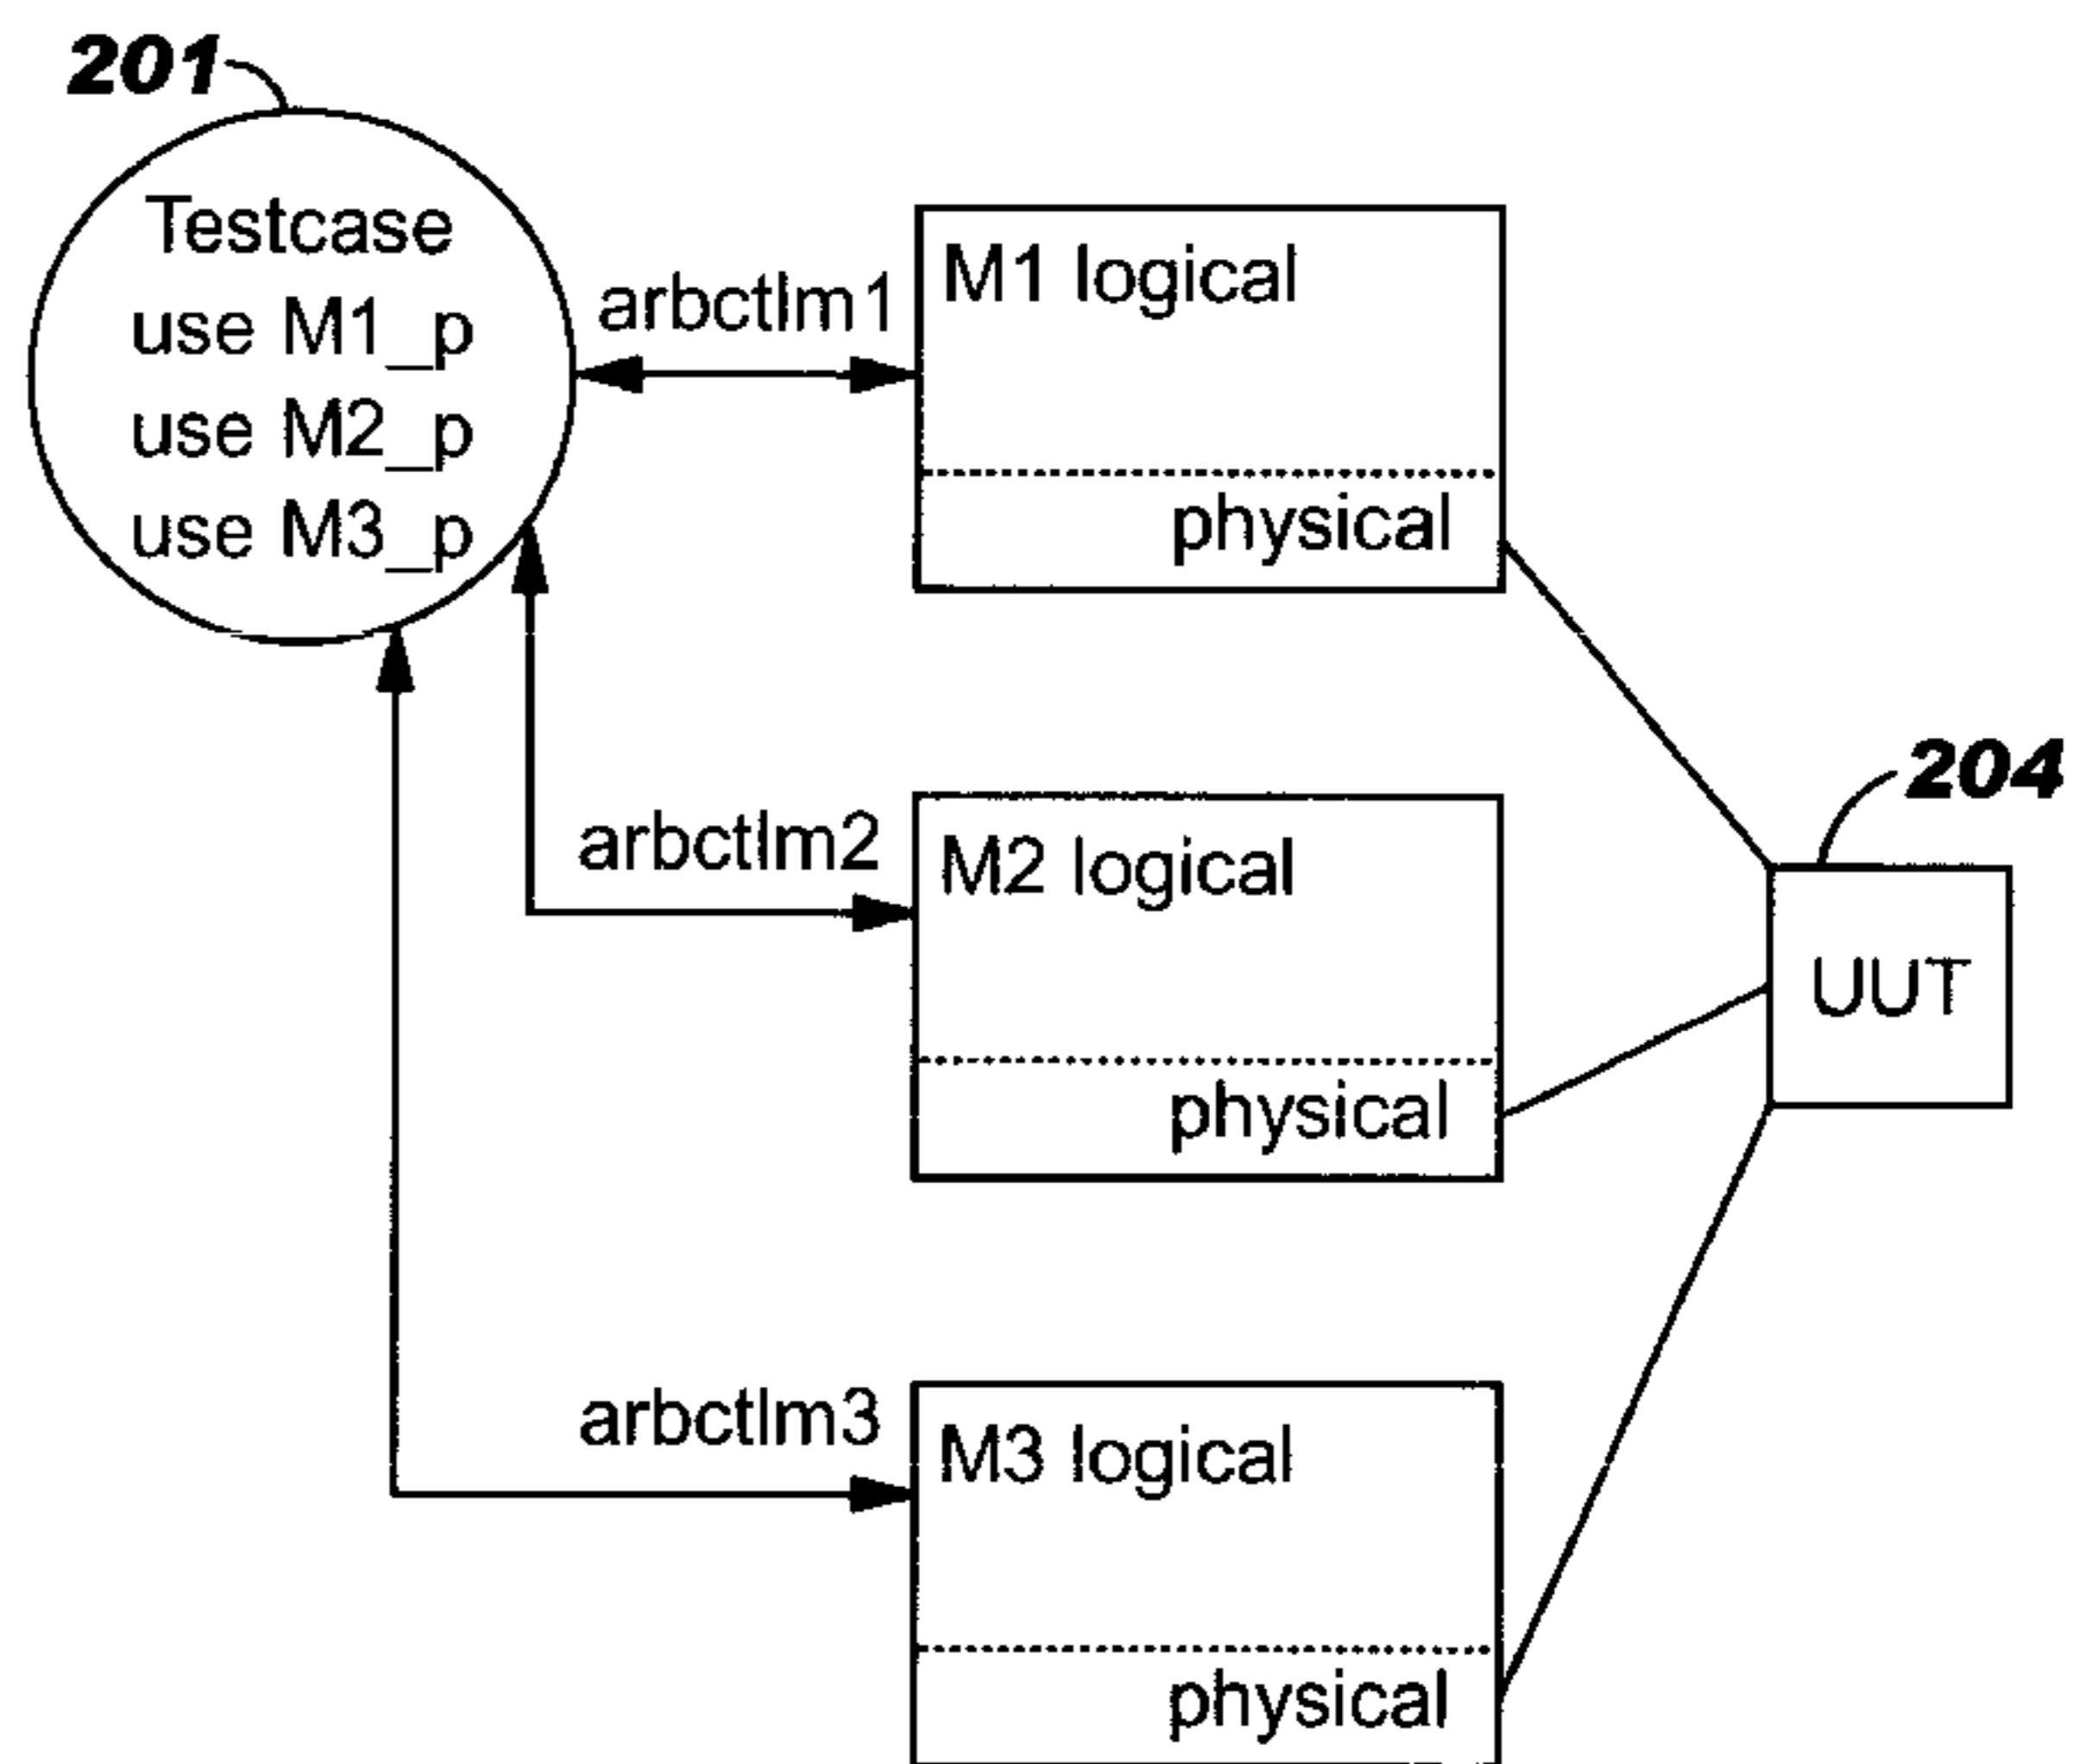 201
Testcase
use M1_p
use M2_p
use M3_p
arbctlm1
M1 logical
physical
204
arbctlm2
M2 logical
physical
UUT
arbctlm3
M3 logical
physical